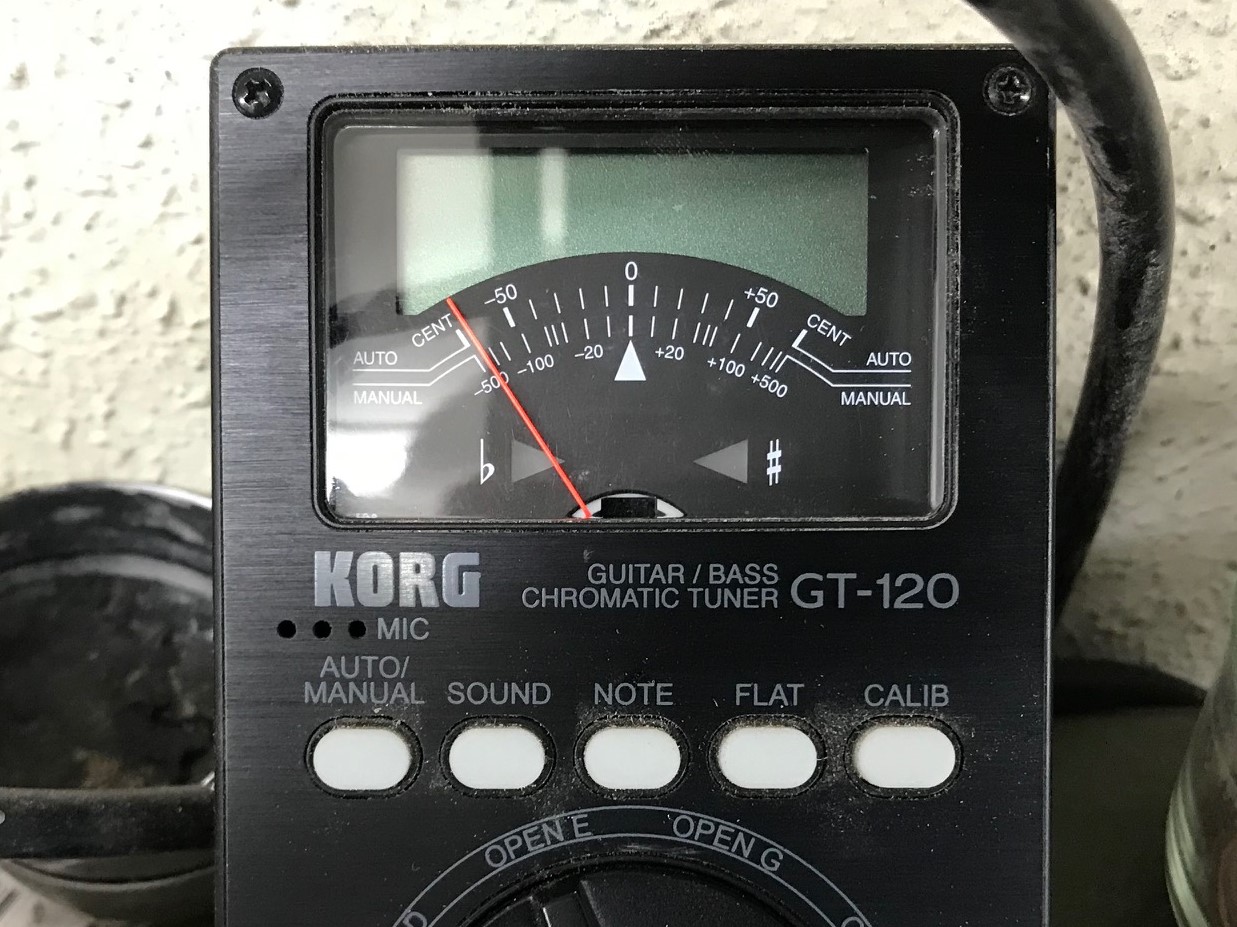 0
−50 +50
CENT CENT
AUTO AUTO
−500 −100 −20 +20 +100 +500
MANUAL MANUAL
♭ ♯
KORG
GUITAR / BASS
CHROMATIC TUNER GT-120
MIC
AUTO/
MANUAL SOUND NOTE FLAT CALIB
OPEN E OPEN G